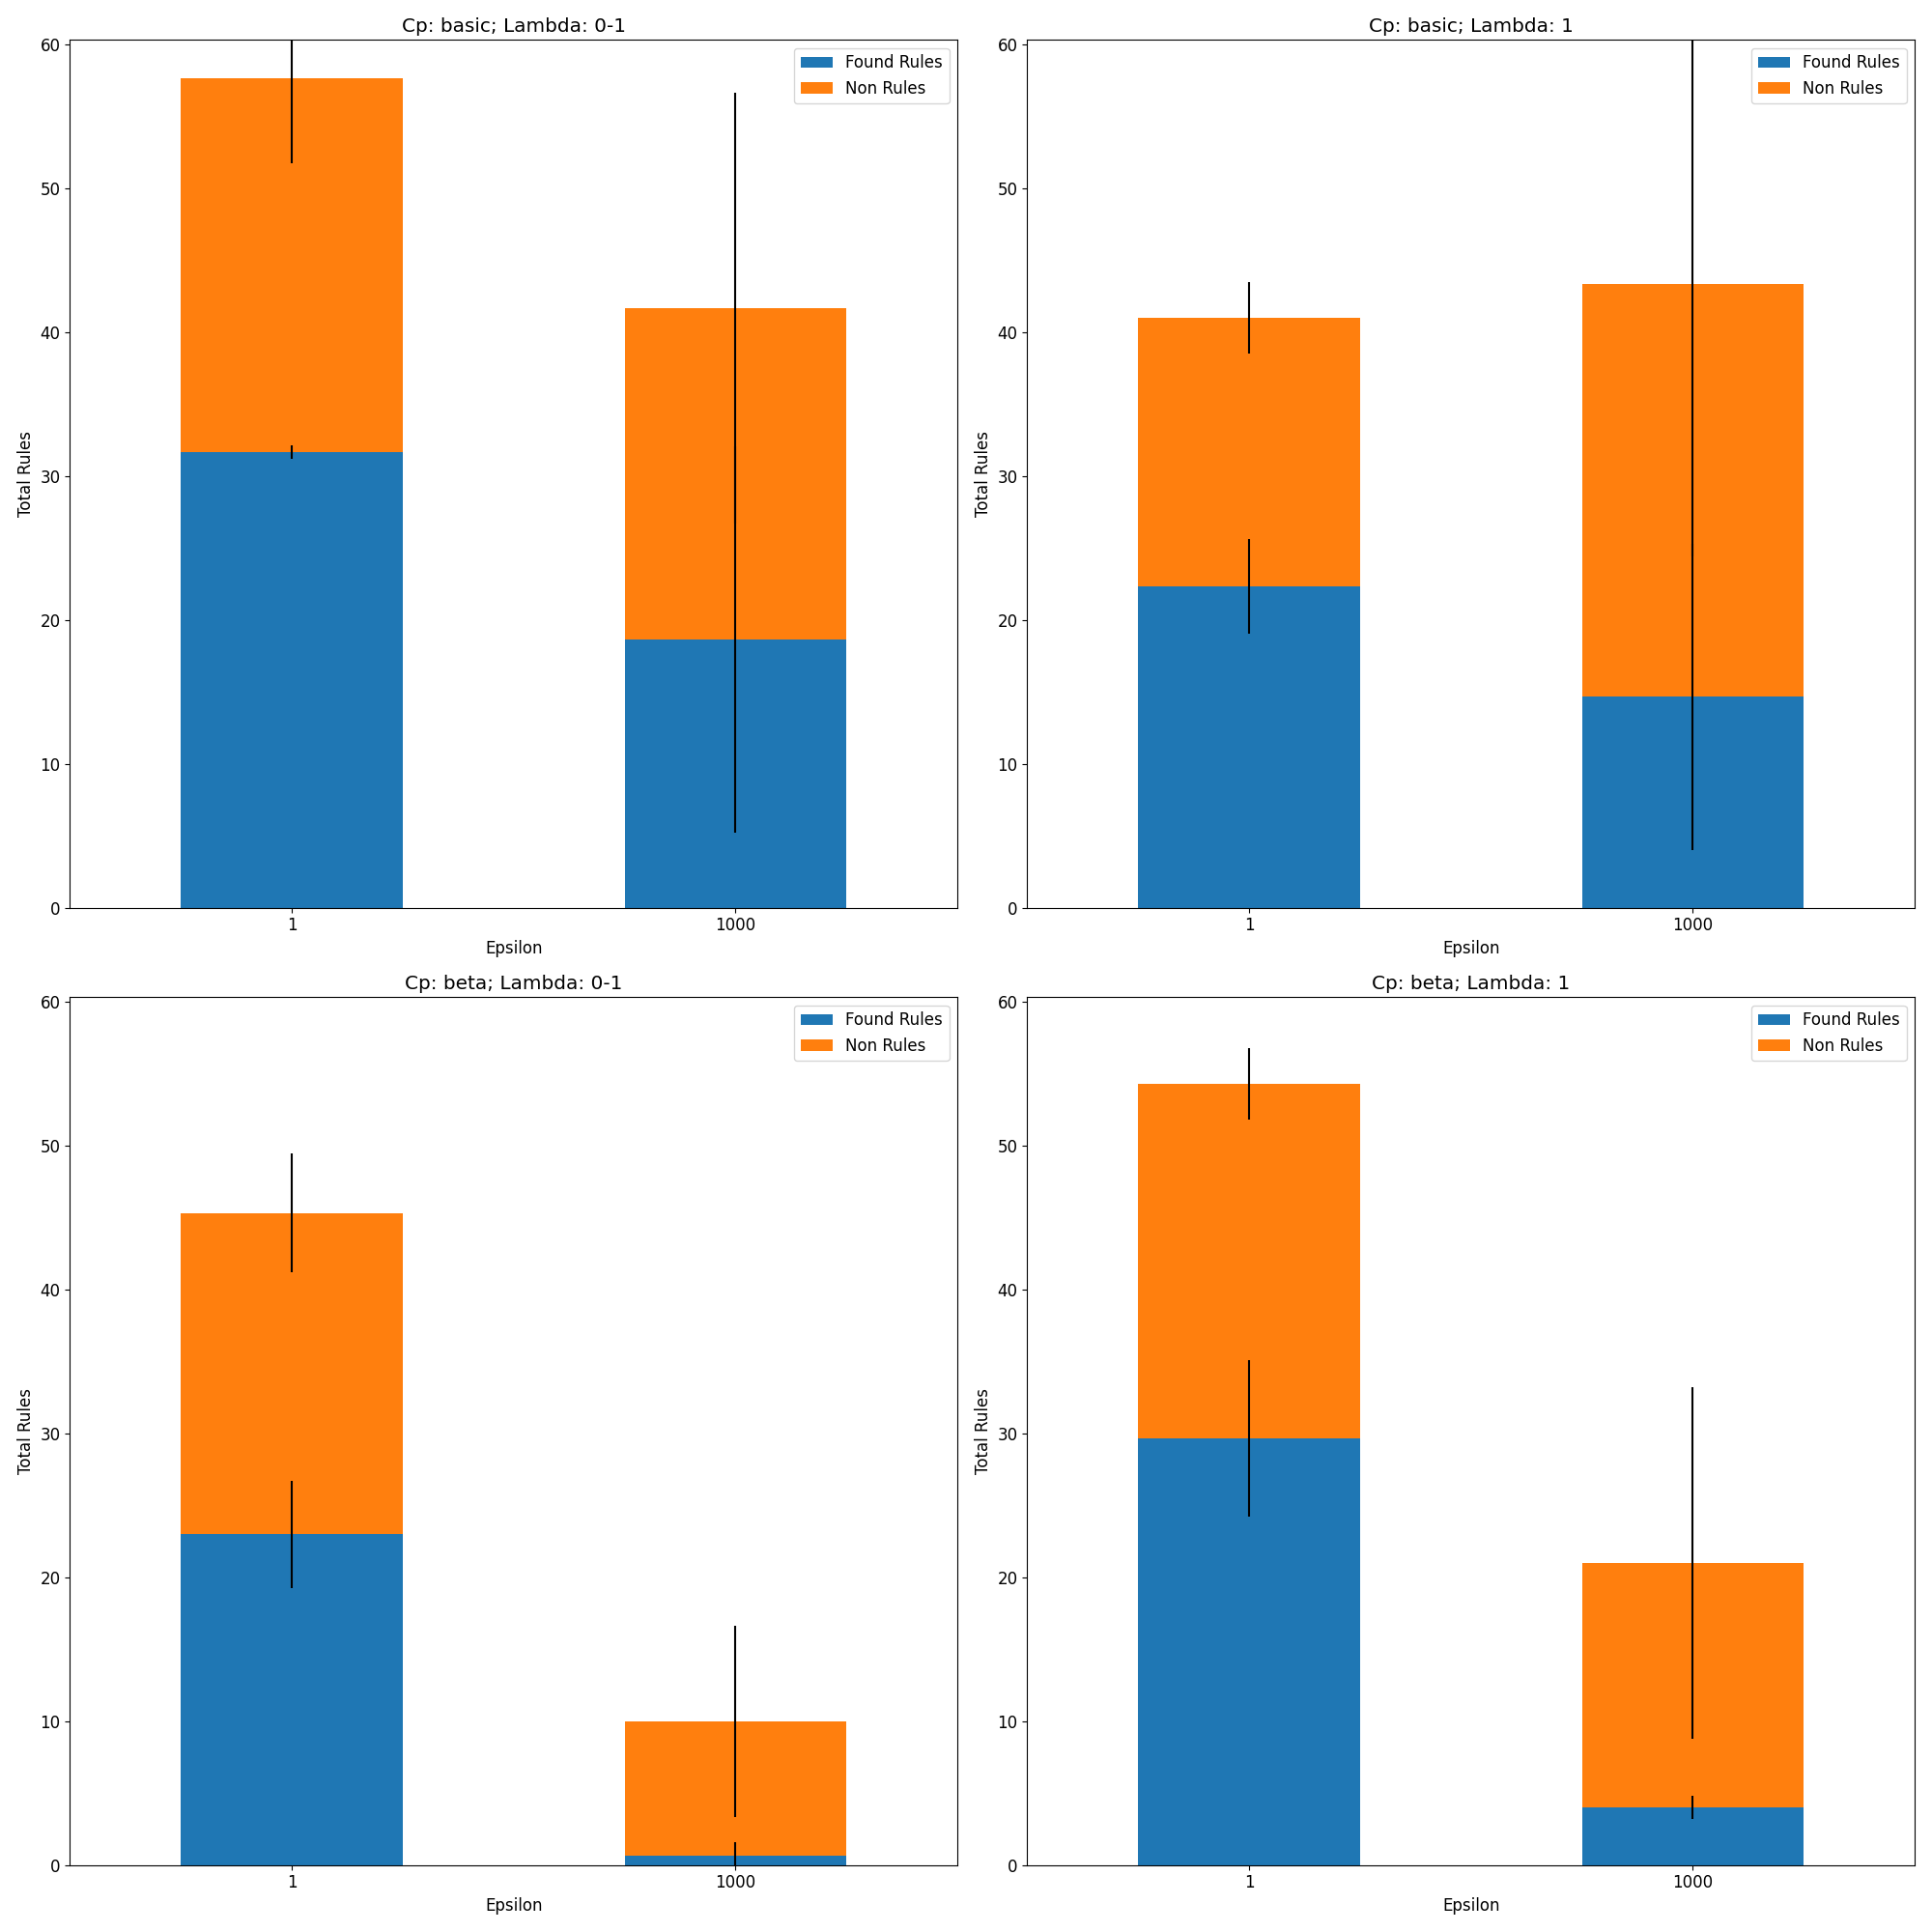 Cp: basic; Lambda: 0-1
60
50
40
30
20
10
0
Total Rules
Found Rules
Non Rules
1
1000
Epsilon
Cp: basic; Lambda: 1
60
50
40
30
20
10
0
Total Rules
Found Rules
Non Rules
1
1000
Epsilon
Cp: beta; Lambda: 0-1
60
50
40
30
20
10
0
Total Rules
Found Rules
Non Rules
1
1000
Epsilon
Cp: beta; Lambda: 1
60
50
40
30
20
10
0
Total Rules
Found Rules
Non Rules
1
1000
Epsilon